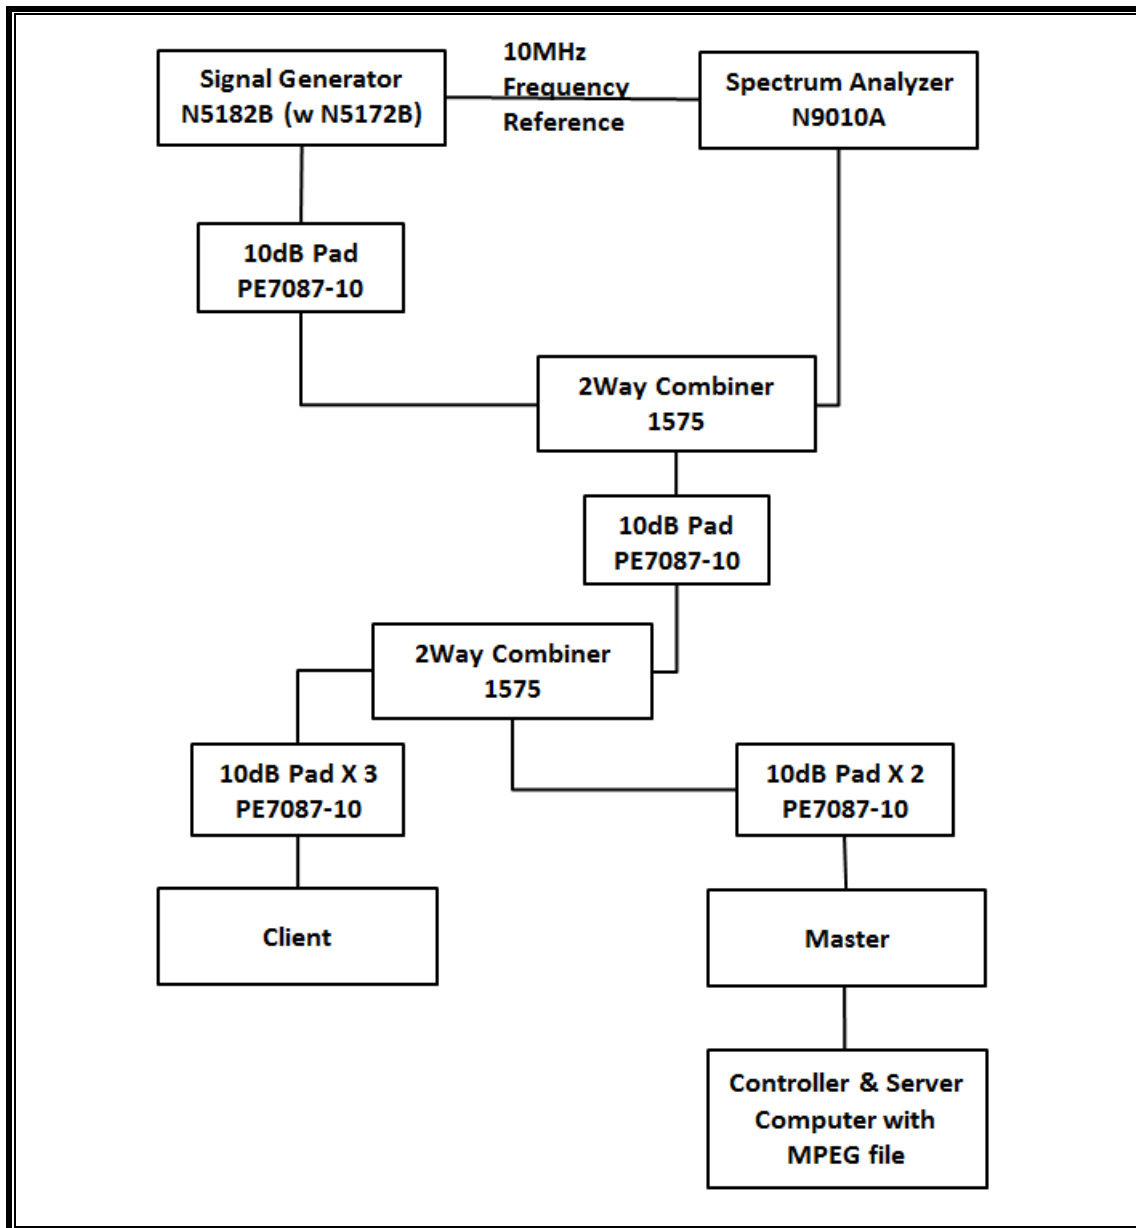 Signal Generator
N5182B (w N5172B)
10MHz
Frequency
Reference
Spectrum Analyzer
N9010A
10dB Pad
PE7087-10
2Way Combiner
1575
10dB Pad
PE7087-10
2Way Combiner
1575
10dB Pad X 3
PE7087-10
10dB Pad X 2
PE7087-10
Client
Master
Controller & Server
Computer with
MPEG file